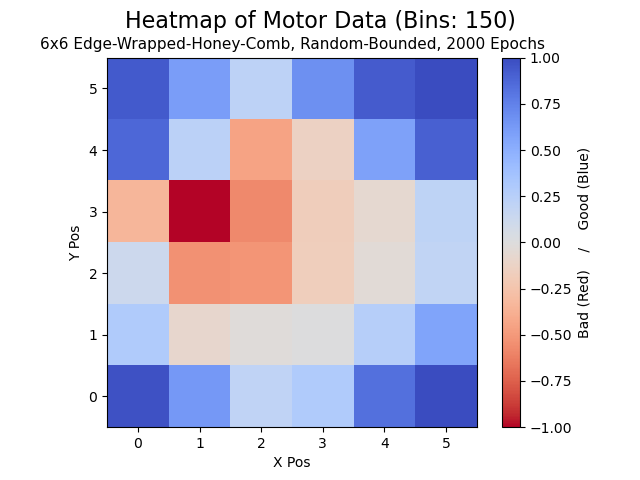 Heatmap of Motor Data (Bins: 150)
6x6 Edge-Wrapped-Honey-Comb, Random-Bounded, 2000 Epochs
5
4
3
2
1
0
Y Pos
0 1 2 3 4 5
X Pos
1.00
0.75
0.50
0.25
0.00
−0.25
−0.50
−0.75
−1.00
Bad (Red) / Good (Blue)